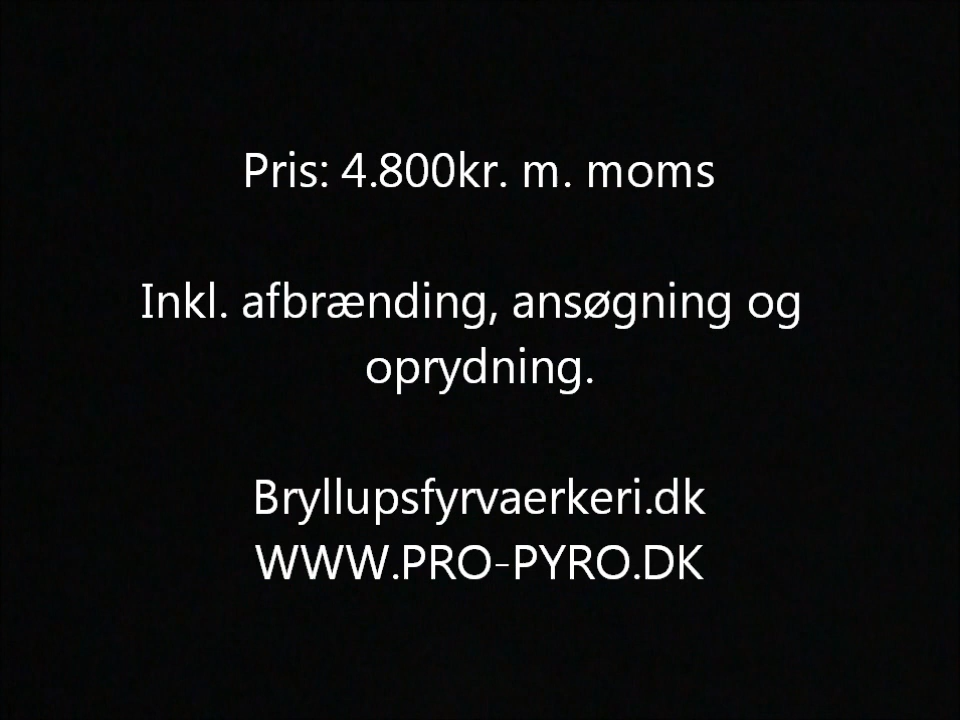 Pris: 4.800kr. m. moms
Inkl. afbrænding, ansøgning og
oprydning.
Bryllupsfyrvaerkeri.dk
WWW.PRO-PYRO.DK